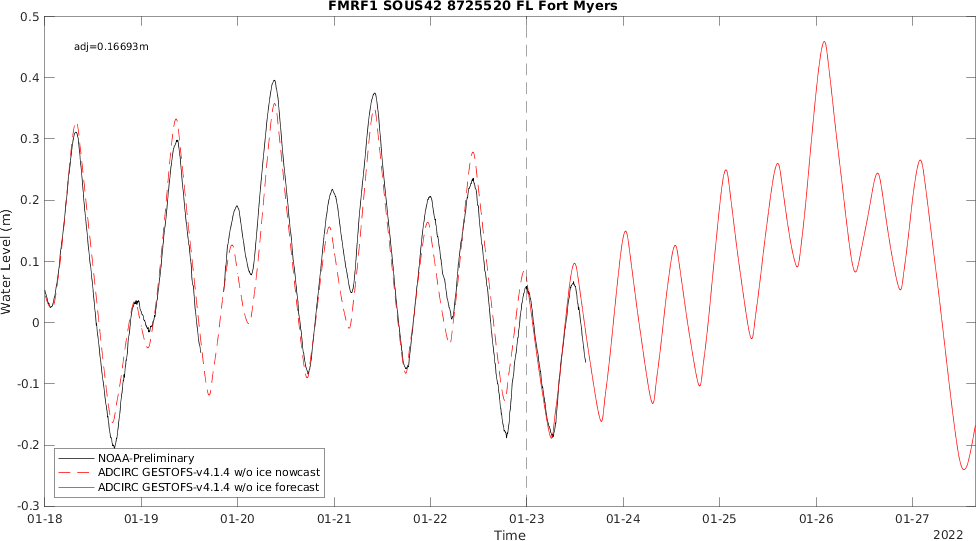 FMRF1 SOUS42 8725520 FL Fort Myers
0.5
adj=0.16693m
0.4
0.3
0.2
0.1
0
-0.1
-0.2
-0.3
Water Level (m)
NOAA-Preliminary
ADCIRC GESTOFS-v4.1.4 w/o ice nowcast
ADCIRC GESTOFS-v4.1.4 w/o ice forecast
01-18 01-19 01-20 01-21 01-22 01-23 01-24 01-25 01-26 01-27
Time
2022